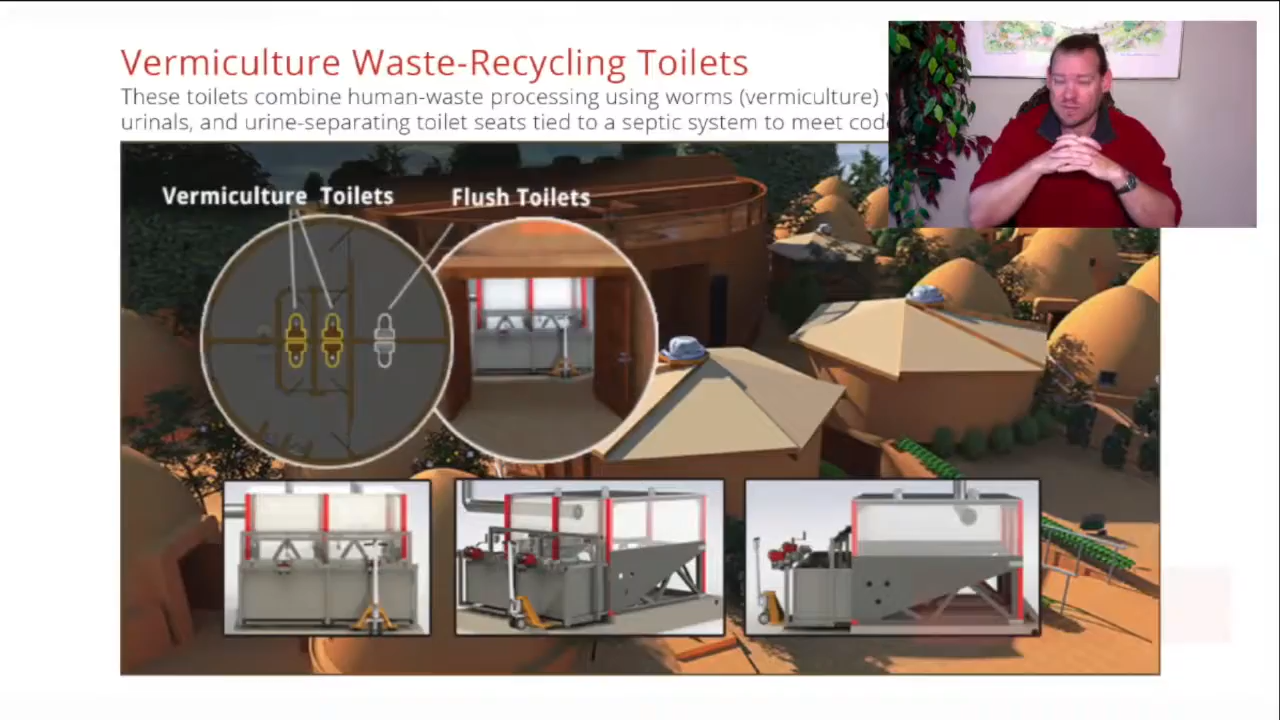 Vermiculture Waste-Recycling Toilets
These toilets combine human-waste processing using worms (vermiculture)
urinals, and urine-separating toilet seats tied to a septic system to meet
Vermiculture Toilets
Flush Toilets